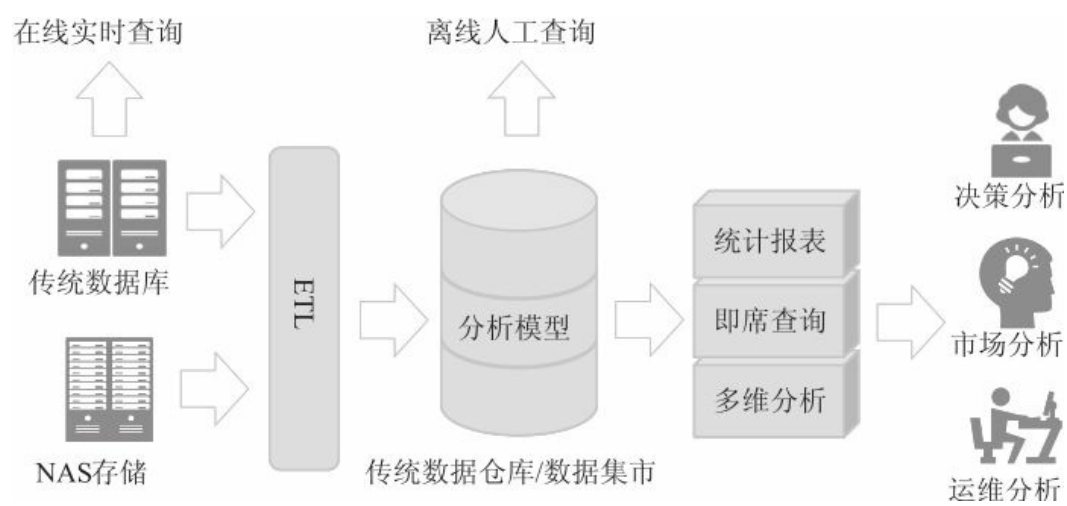 在线实时查询
离线人工查询
传统数据库
NAS存储
ETL
分析模型
传统数据仓库/数据集市
统计报表
即席查询
多维分析
决策分析
市场分析
运维分析